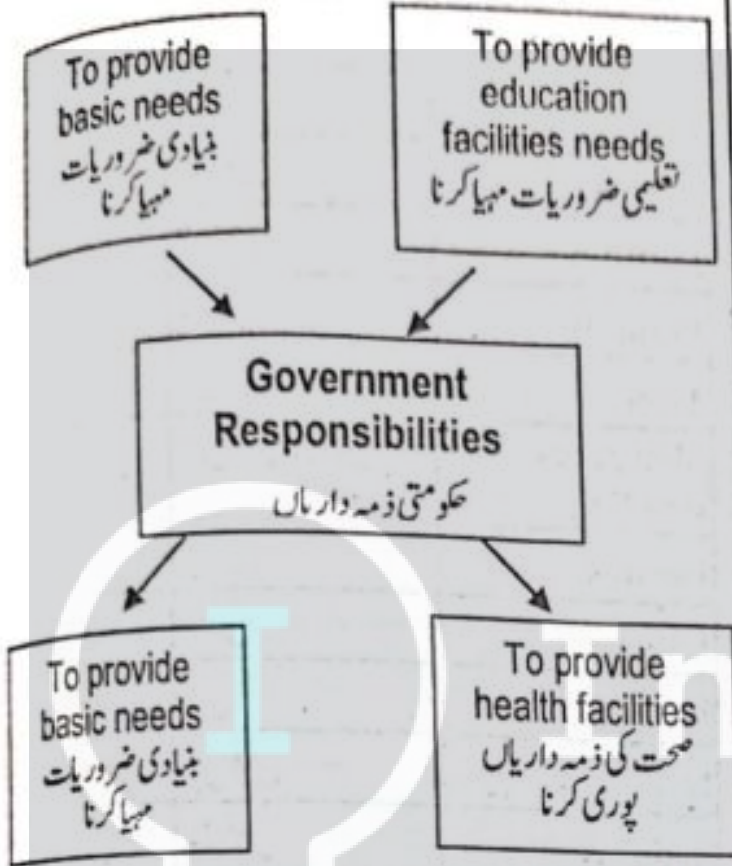 To provide
basic needs
بنیادی ضروریات
مہیا کرنا
To provide
education
facilities needs
تعلیمی ضروریات مہیا کرنا
Government
Responsibilities
حکومتی ذمہ داریاں
To provide
basic needs
بنیادی ضروریات
مہیا کرنا
To provide
health facilities
صحت کی ذمہ داریاں
پوری کرنا
I
In